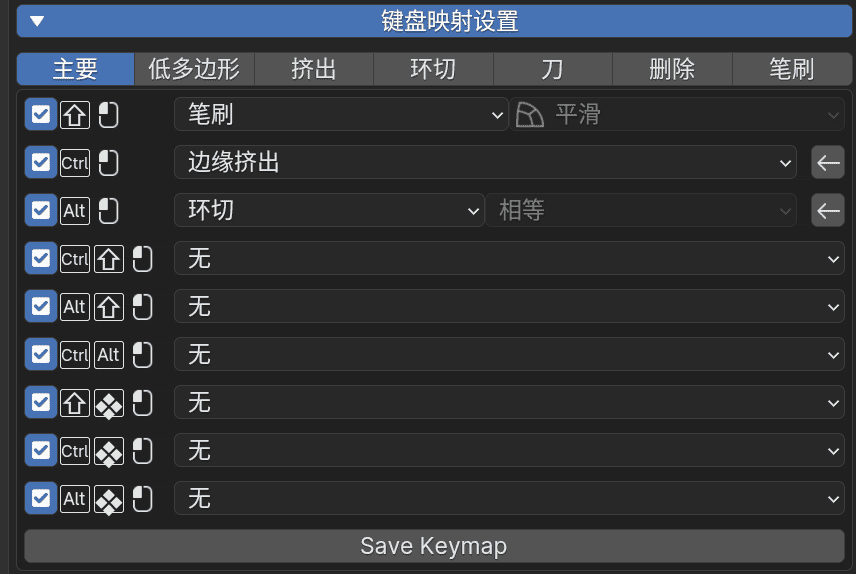 键盘映射设置
主要 低多边形 挤出 环切 刀 删除 笔刷
笔刷 平滑
Ctrl 边缘挤出
Alt 环切 相等
Ctrl 无
Alt 无
Ctrl Alt 无
无
Ctrl 无
Alt 无
Save Keymap